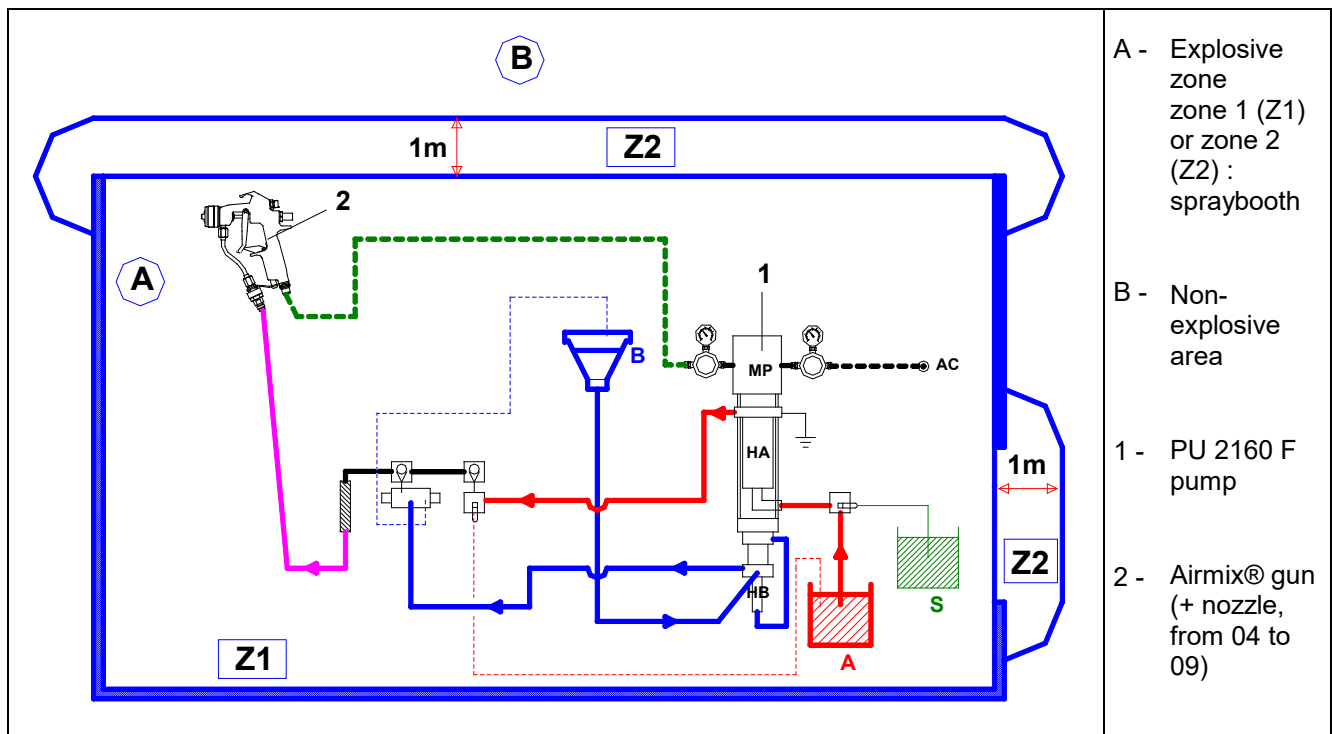 B
1m
Z2
2
A
1
B
MP
AC
HA
1m
Z2
HB
S
A
Z1
A - Explosive
zone
zone 1 (Z1)
or zone 2
(Z2) :
spraybooth
B - Non-
explosive
area
1 - PU 2160 F
pump
2 - Airmix® gun
(+ nozzle,
from 04 to
09)